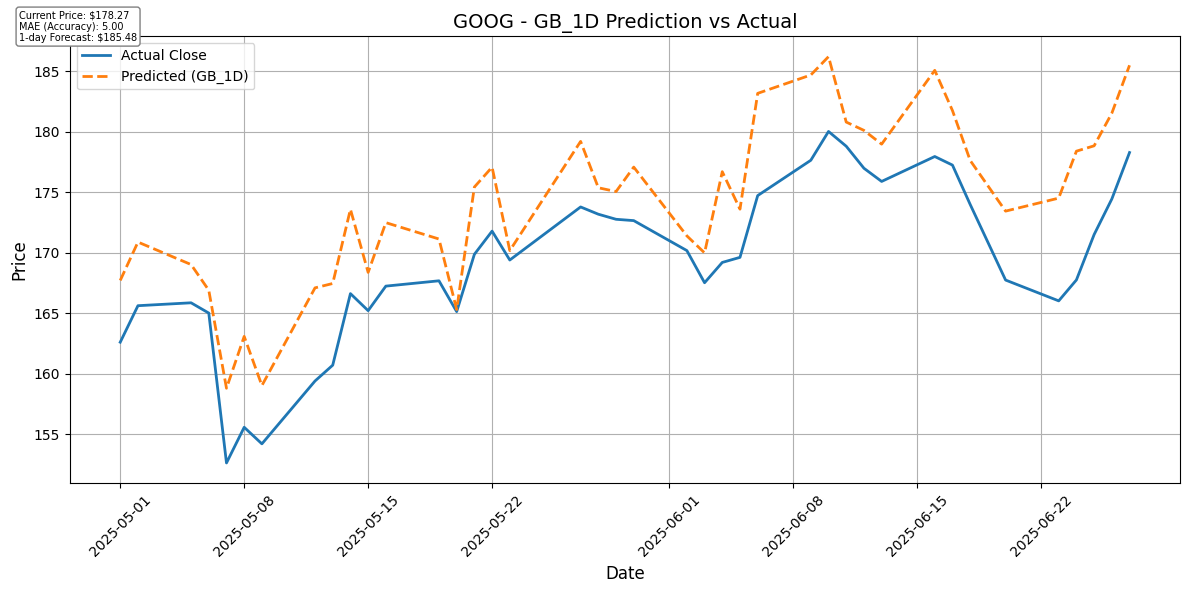 GOOG - GB_1D Prediction vs Actual
Current Price: $178.27
MAE (Accuracy): 5.00
1-day Forecast: $185.48
Actual Close
Predicted (GB_1D)
Price
185
180
175
170
165
160
155
2025-05-01
2025-05-08
2025-05-15
2025-05-22
2025-06-01
2025-06-08
2025-06-15
2025-06-22
Date